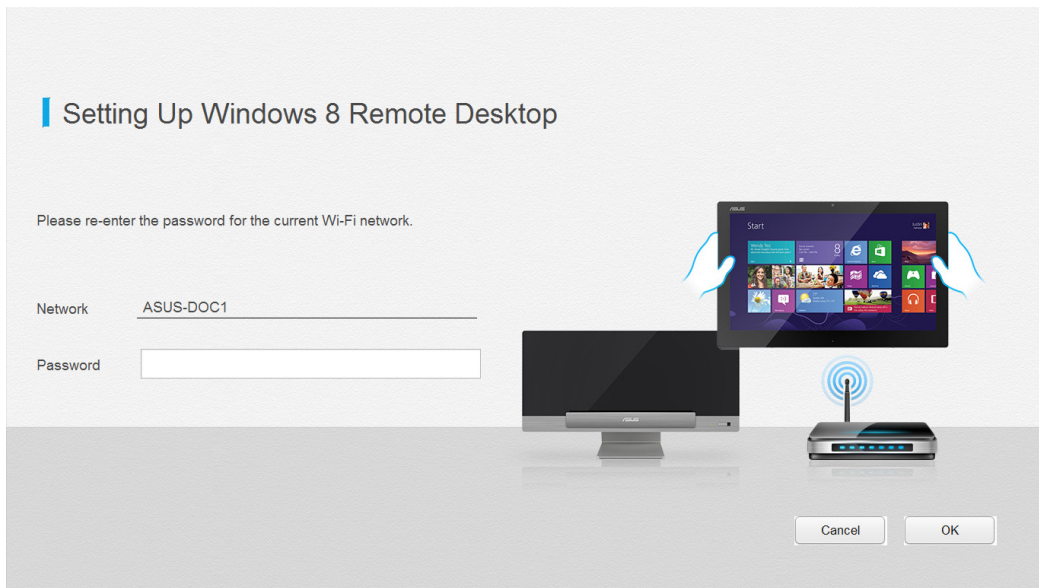 Setting Up Windows 8 Remote Desktop
Please re-enter the password for the current Wi-Fi network.
Network ASUS-DOC1
Password
ASUS
Start
8
ASUS
Cancel OK